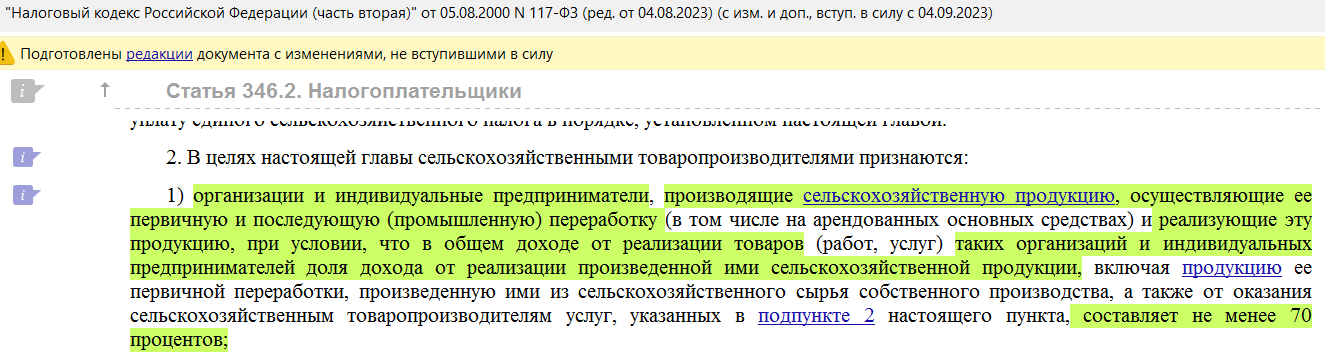 "Налоговый кодекс Российской Федерации (часть вторая)" от 05.08.2000 N 117-ФЗ (ред. от 04.08.2023) (с изм. и доп., вступ. в силу с 04.09.2023)
Подготовлены редакции документа с изменениями, не вступившими в силу
Статья 346.2. Налогоплательщики
уплату единого сельскохозяйственного налога в порядке, установленном настоящей главой.
2. В целях настоящей главы сельскохозяйственными товаропроизводителями признаются:
1) организации и индивидуальные предприниматели, производящие сельскохозяйственную продукцию, осуществляющие ее
первичную и последующую (промышленную) переработку (в том числе на арендованных основных средствах) и реализующие эту
продукцию, при условии, что в общем доходе от реализации товаров (работ, услуг) таких организаций и индивидуальных
предпринимателей доля дохода от реализации произведенной ими сельскохозяйственной продукции, включая продукцию ее
первичной переработки, произведенную ими из сельскохозяйственного сырья собственного производства, а также от оказания
сельскохозяйственным товаропроизводителям услуг, указанных в подпункте 2 настоящего пункта, составляет не менее 70
процентов;